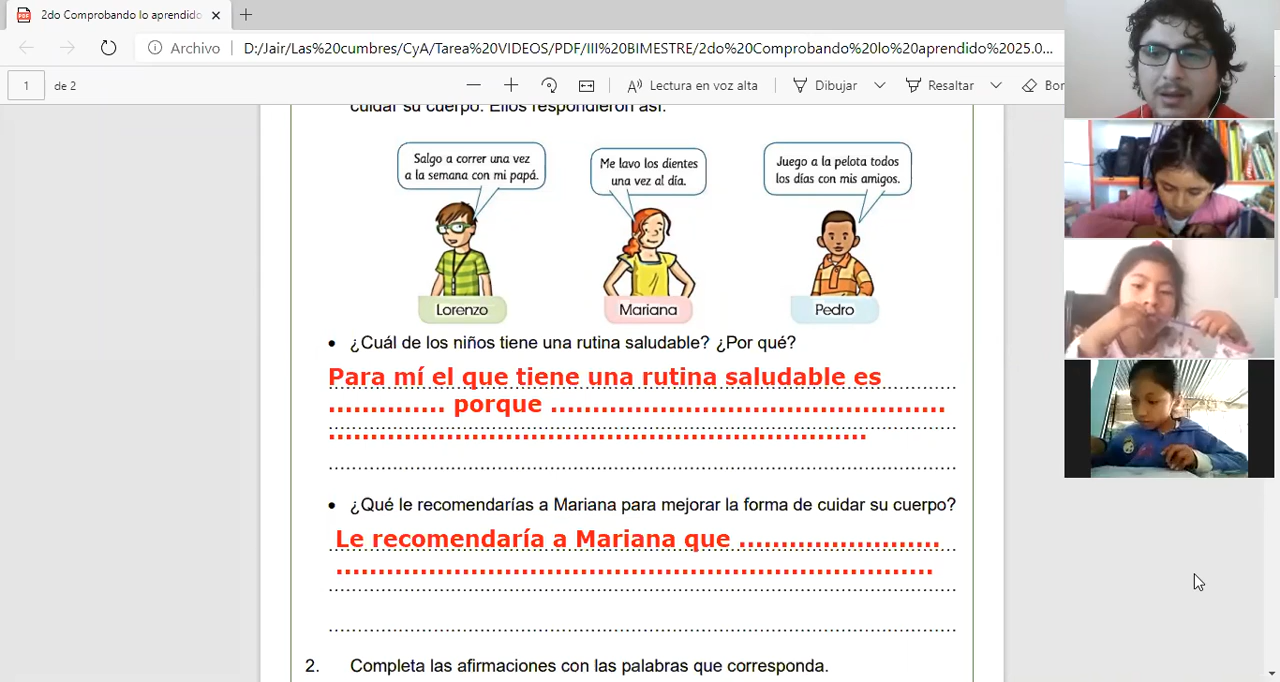 2do Comprobando lo aprendido
Archivo
D:/Jair/Las%20cumbres/CyA/Tarea%20VIDEOS/PDF/III%20BIMESTRE/2do%20Comprobando%20lo%20aprendido%2025.0...
1 de 2
Lectura en voz alta
Dibujar
Resaltar
Bor
cuidar su cuerpo. Ellos respondieron así:
Salgo a correr una vez
a la semana con mi papá.
Me lavo los dientes
una vez al día.
Juego a la pelota todos
los días con mis amigos.
Lorenzo
Mariana
Pedro
• ¿Cuál de los niños tiene una rutina saludable? ¿Por qué?
Para mí el que tiene una rutina saludable es
.............. porque ...............................................
................................................................
• ¿Qué le recomendarías a Mariana para mejorar la forma de cuidar su cuerpo?
Le recomendaría a Mariana que ........................
.......................................................................
2. Completa las afirmaciones con las palabras que corresponda.